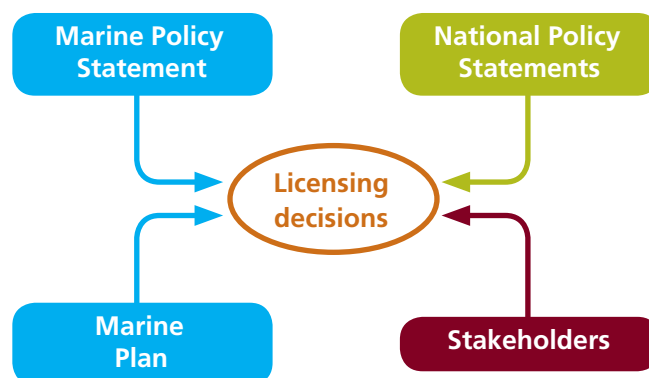 Marine Policy
Statement
National Policy
Statements
Licensing
decisions
Marine
Plan
Stakeholders